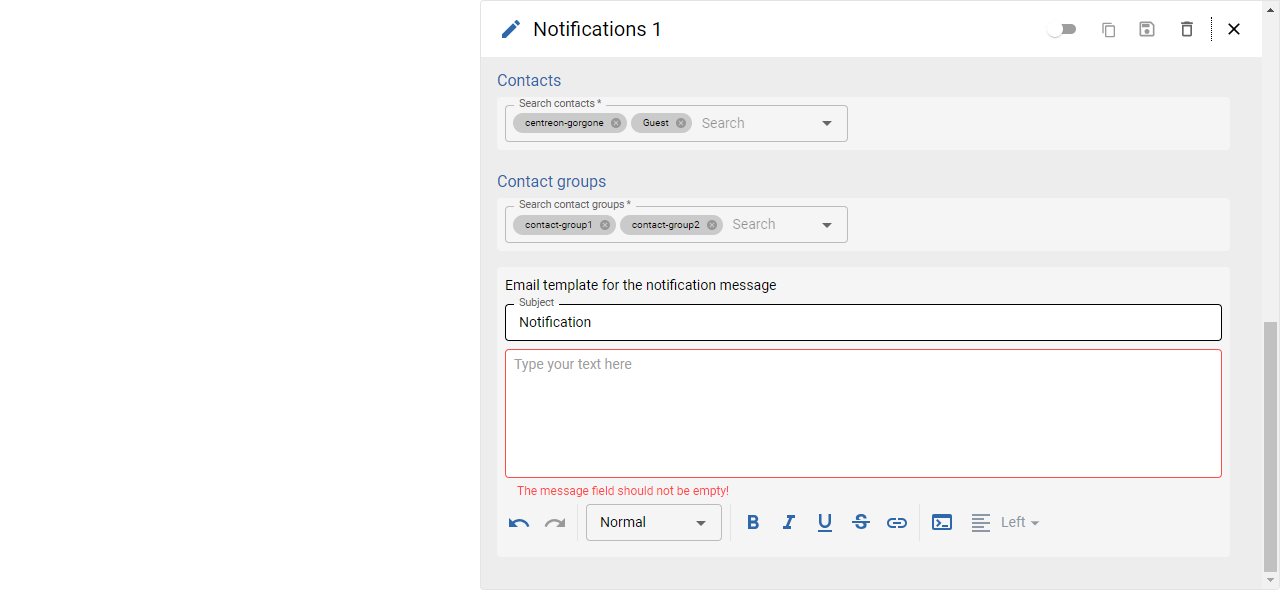 Notifications 1
Contacts
Search contacts *
centreon-gorgone Guest Search
Contact groups
Search contact groups *
contact-group1 contact-group2 Search
Email template for the notification message
Subject
Notification
Type your text here
The message field should not be empty!
Normal B I U S Left